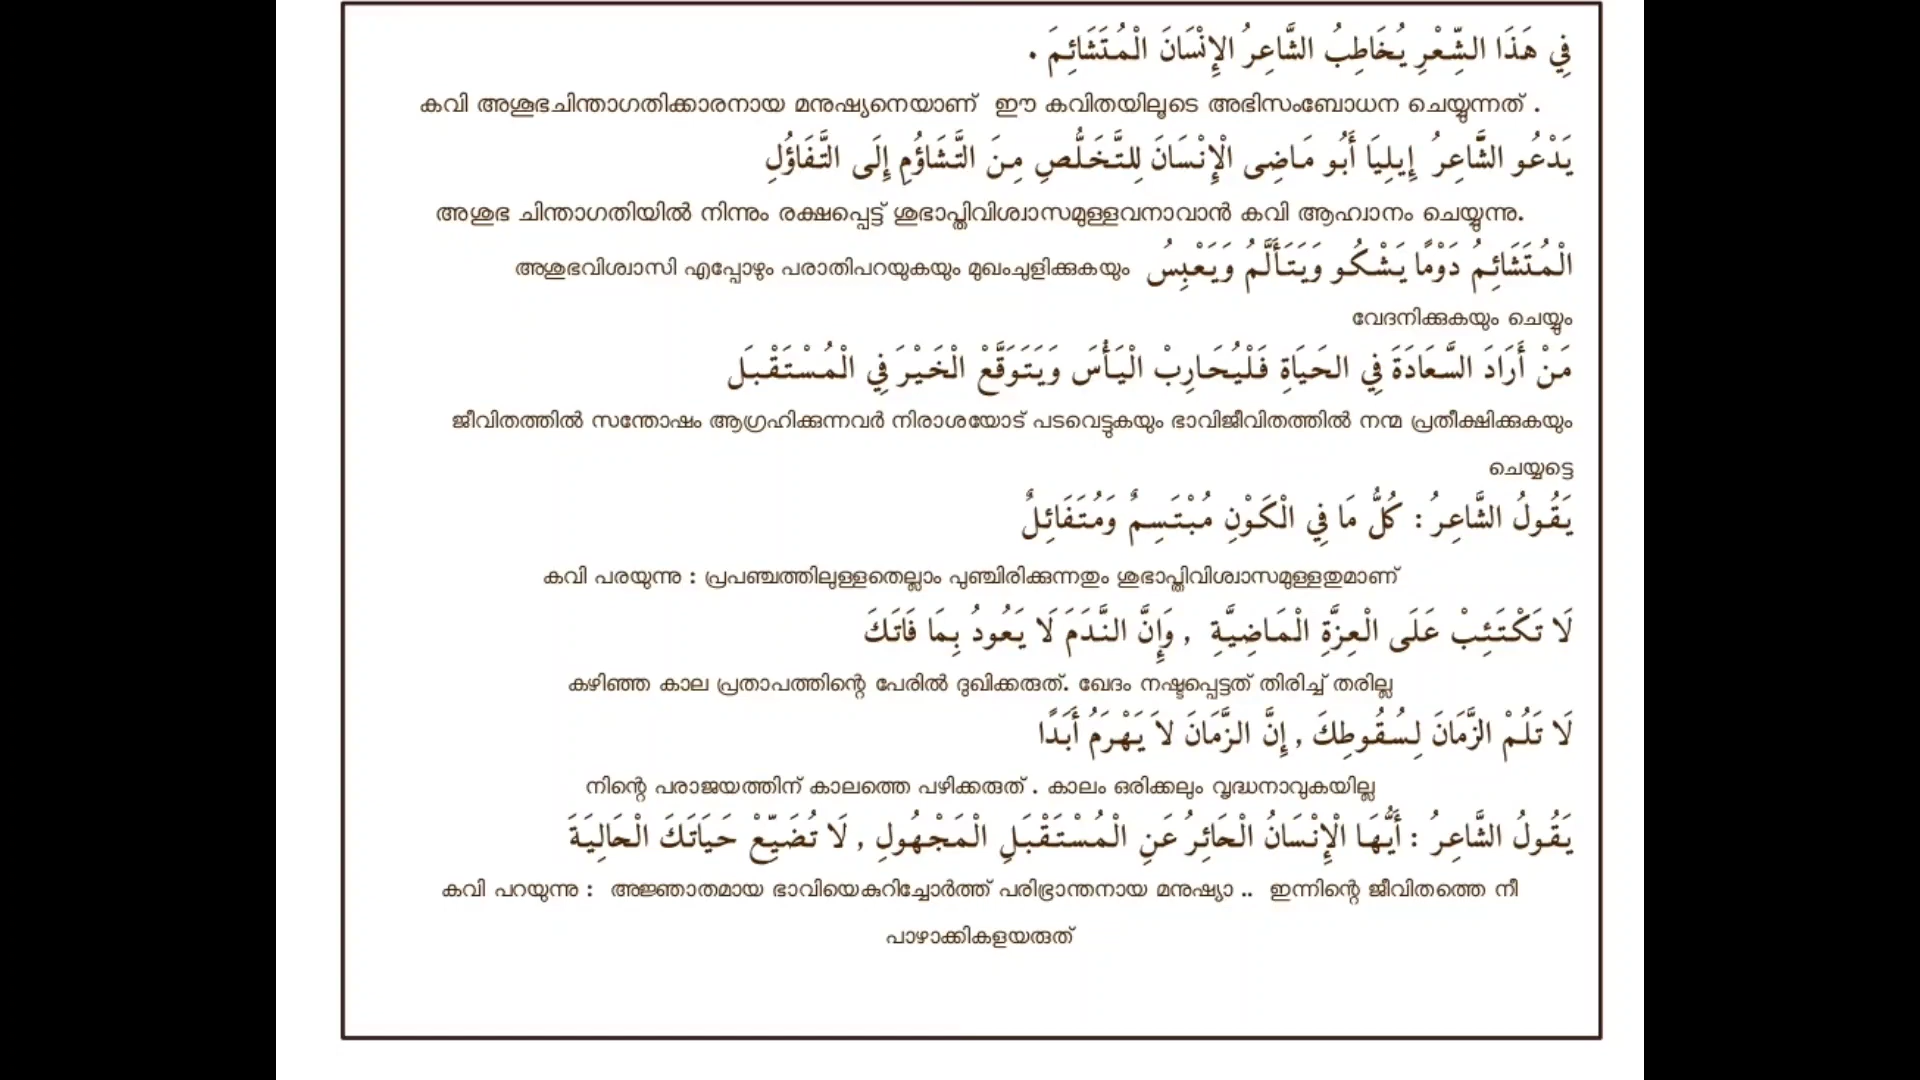 فِي هَذَا الشِّعْرِ يُخَاطِبُ الشَّاعِرُ الإِنْسَانَ الْمُتَشَائِمَ .
കവി അശുഭചിന്താഗതിക്കാരനായ മനുഷ്യനെയാണ് ഈ കവിതയിലൂടെ അഭിസംബോധന ചെയ്യുന്നത് .
يَدْعُو الشَّاعِرُ إِيلِيَا أَبُو مَاضِى الْإِنْسَانَ لِلتَّخَلُّصِ مِنَ التَّشَاؤُمِ إِلَى التَّفَاؤُلِ
അശുഭ ചിന്താഗതിയിൽ നിന്നും രക്ഷപ്പെട്ട് ശുഭാപ്തിവിശ്വാസമുള്ളവനാവാൻ കവി ആഹ്വാനം ചെയ്യുന്നു.
الْمُتَشَائِمُ دَوْمًا يَشْكُو وَيَتَأَلَّمُ وَيَعْبِسُ അശുഭവിശ്വാസി എപ്പോഴും പരാതിപറയുകയും മുഖംചുളിക്കുകയും
വേദനിക്കുകയും ചെയ്യും
مَنْ أَرَادَ السَّعَادَةَ فِي الحَيَاةِ فَلْيُحَارِبْ الْيَأْسَ وَيَتَوَقَّعْ الْخَيْرَ فِي الْمُسْتَقْبَل
ജീവിതത്തിൽ സന്തോഷം ആഗ്രഹിക്കുന്നവർ നിരാശയോട് പടവെട്ടുകയും ഭാവിജീവിതത്തിൽ നന്മ പ്രതീക്ഷിക്കുകയും
ചെയ്യട്ടെ
يَقُولُ الشَّاعِرُ : كُلُّ مَا فِي الْكَوْنِ مُبْتَسِمٌ وَمُتَفَائِلٌ
കവി പരയുന്നു : പ്രപഞ്ചത്തിലുള്ളതെല്ലാം പുഞ്ചിരിക്കുന്നതും ശുഭാപ്തിവിശ്വാസമുള്ളതുമാണ്
لَا تَكْتَئِبْ عَلَى الْعِزَّةِ الْمَاضِيَّةِ , وَإِنَّ النَّدَمَ لَا يَعُودُ بِمَا فَاتَكَ
കഴിഞ്ഞ കാല പ്രതാപത്തിന്റെ പേരിൽ ദുഖിക്കരുത്. ഖേദം നഷ്ടപ്പെട്ടത് തിരിച്ച് തരില്ല
لَا تَلُمْ الزَّمَانَ لِسُقُوطِكَ , إِنَّ الزَّمَانَ لاَ يَهْرَمُ أَبَدًا
നിന്റെ പരാജയത്തിന് കാലത്തെ പഴിക്കരുത് . കാലം ഒരിക്കലും വൃദ്ധനാവുകയില്ല
يَقُولُ الشَّاعِرُ : أَيُّهَا الْإِنْسَانُ الْحَائِرُ عَنِ الْمُسْتَقْبَلِ الْمَجْهُولِ , لَا تُضَيِّعْ حَيَاتَكَ الْحَالِيَةَ
കവി പറയുന്നു : അജ്ഞാതമായ ഭാവിയെകുറിച്ചോർത്ത് പരിഭ്രാന്തനായ മനുഷ്യാ .. ഇന്നിന്റെ ജീവിതത്തെ നീ
പാഴാക്കികളയരുത്